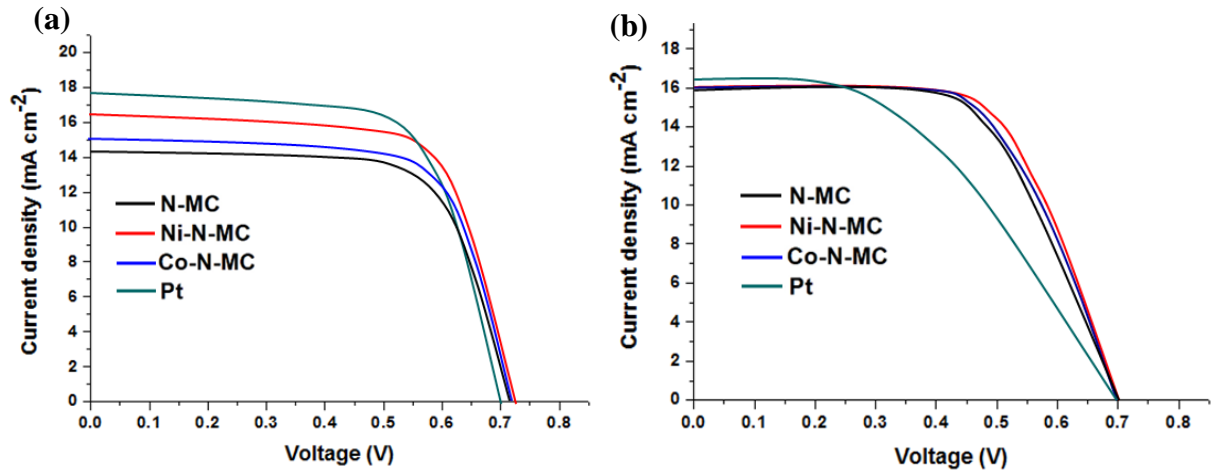 (a)
20
18
16
14
12
10
8
6
4
2
0
Current density (mA cm⁻²)
N-MC
Ni-N-MC
Co-N-MC
Pt
0.0 0.1 0.2 0.3 0.4 0.5 0.6 0.7 0.8
Voltage (V)
(b)
18
16
14
12
10
8
6
4
2
0
Current density (mA cm⁻²)
N-MC
Ni-N-MC
Co-N-MC
Pt
0.0 0.1 0.2 0.3 0.4 0.5 0.6 0.7 0.8
Voltage (V)